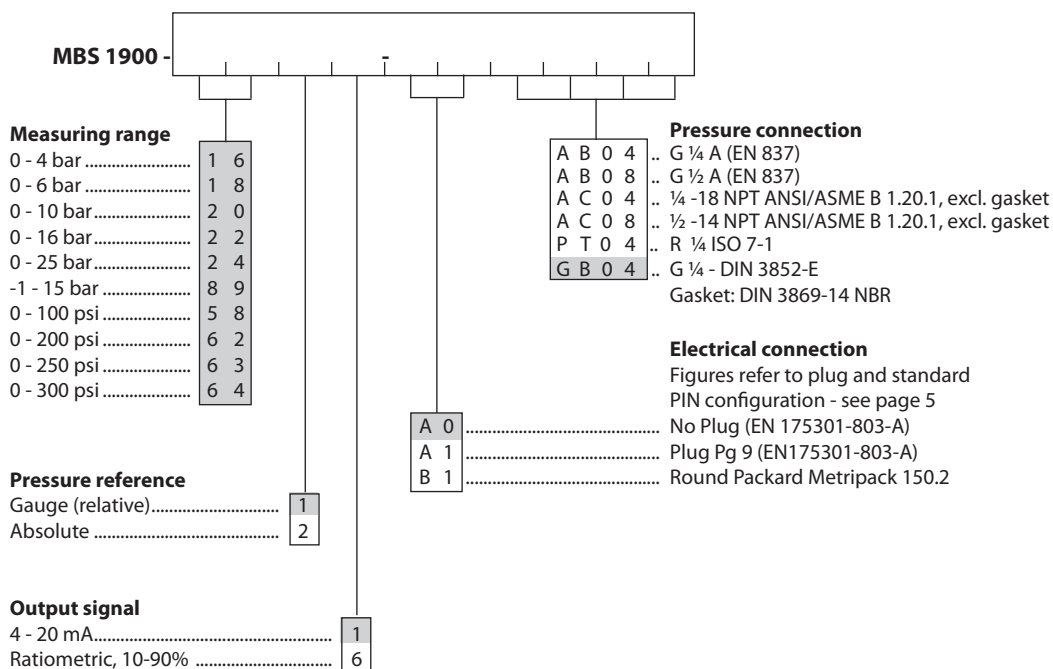 MBS 1900 - -
Measuring range
0 - 4 bar ....................... 1 6
0 - 6 bar ....................... 1 8
0 - 10 bar..................... 2 0
0 - 16 bar..................... 2 2
0 - 25 bar..................... 2 4
-1 - 15 bar .................... 8 9
0 - 100 psi .................... 5 8
0 - 200 psi .................... 6 2
0 - 250 psi .................... 6 3
0 - 300 psi .................... 6 4
Pressure connection
A B 0 4 .. G ¼ A (EN 837)
A B 0 8 .. G ½ A (EN 837)
A C 0 4 .. ¼ -18 NPT ANSI/ASME B 1.20.1, excl. gasket
A C 0 8 .. ½ -14 NPT ANSI/ASME B 1.20.1, excl. gasket
P T 0 4 .. R ¼ ISO 7-1
G B 0 4 .. G ¼ - DIN 3852-E
Gasket: DIN 3869-14 NBR
Electrical connection
Figures refer to plug and standard
PIN configuration - see page 5
A 0 .......................................... No Plug (EN 175301-803-A)
A 1 .......................................... Plug Pg 9 (EN175301-803-A)
B 1 .......................................... Round Packard Metripack 150.2
Pressure reference
Gauge (relative)............................ 1
Absolute ........................................ 2
Output signal
4 - 20 mA.................................................... 1
Ratiometric, 10-90% .............................. 6